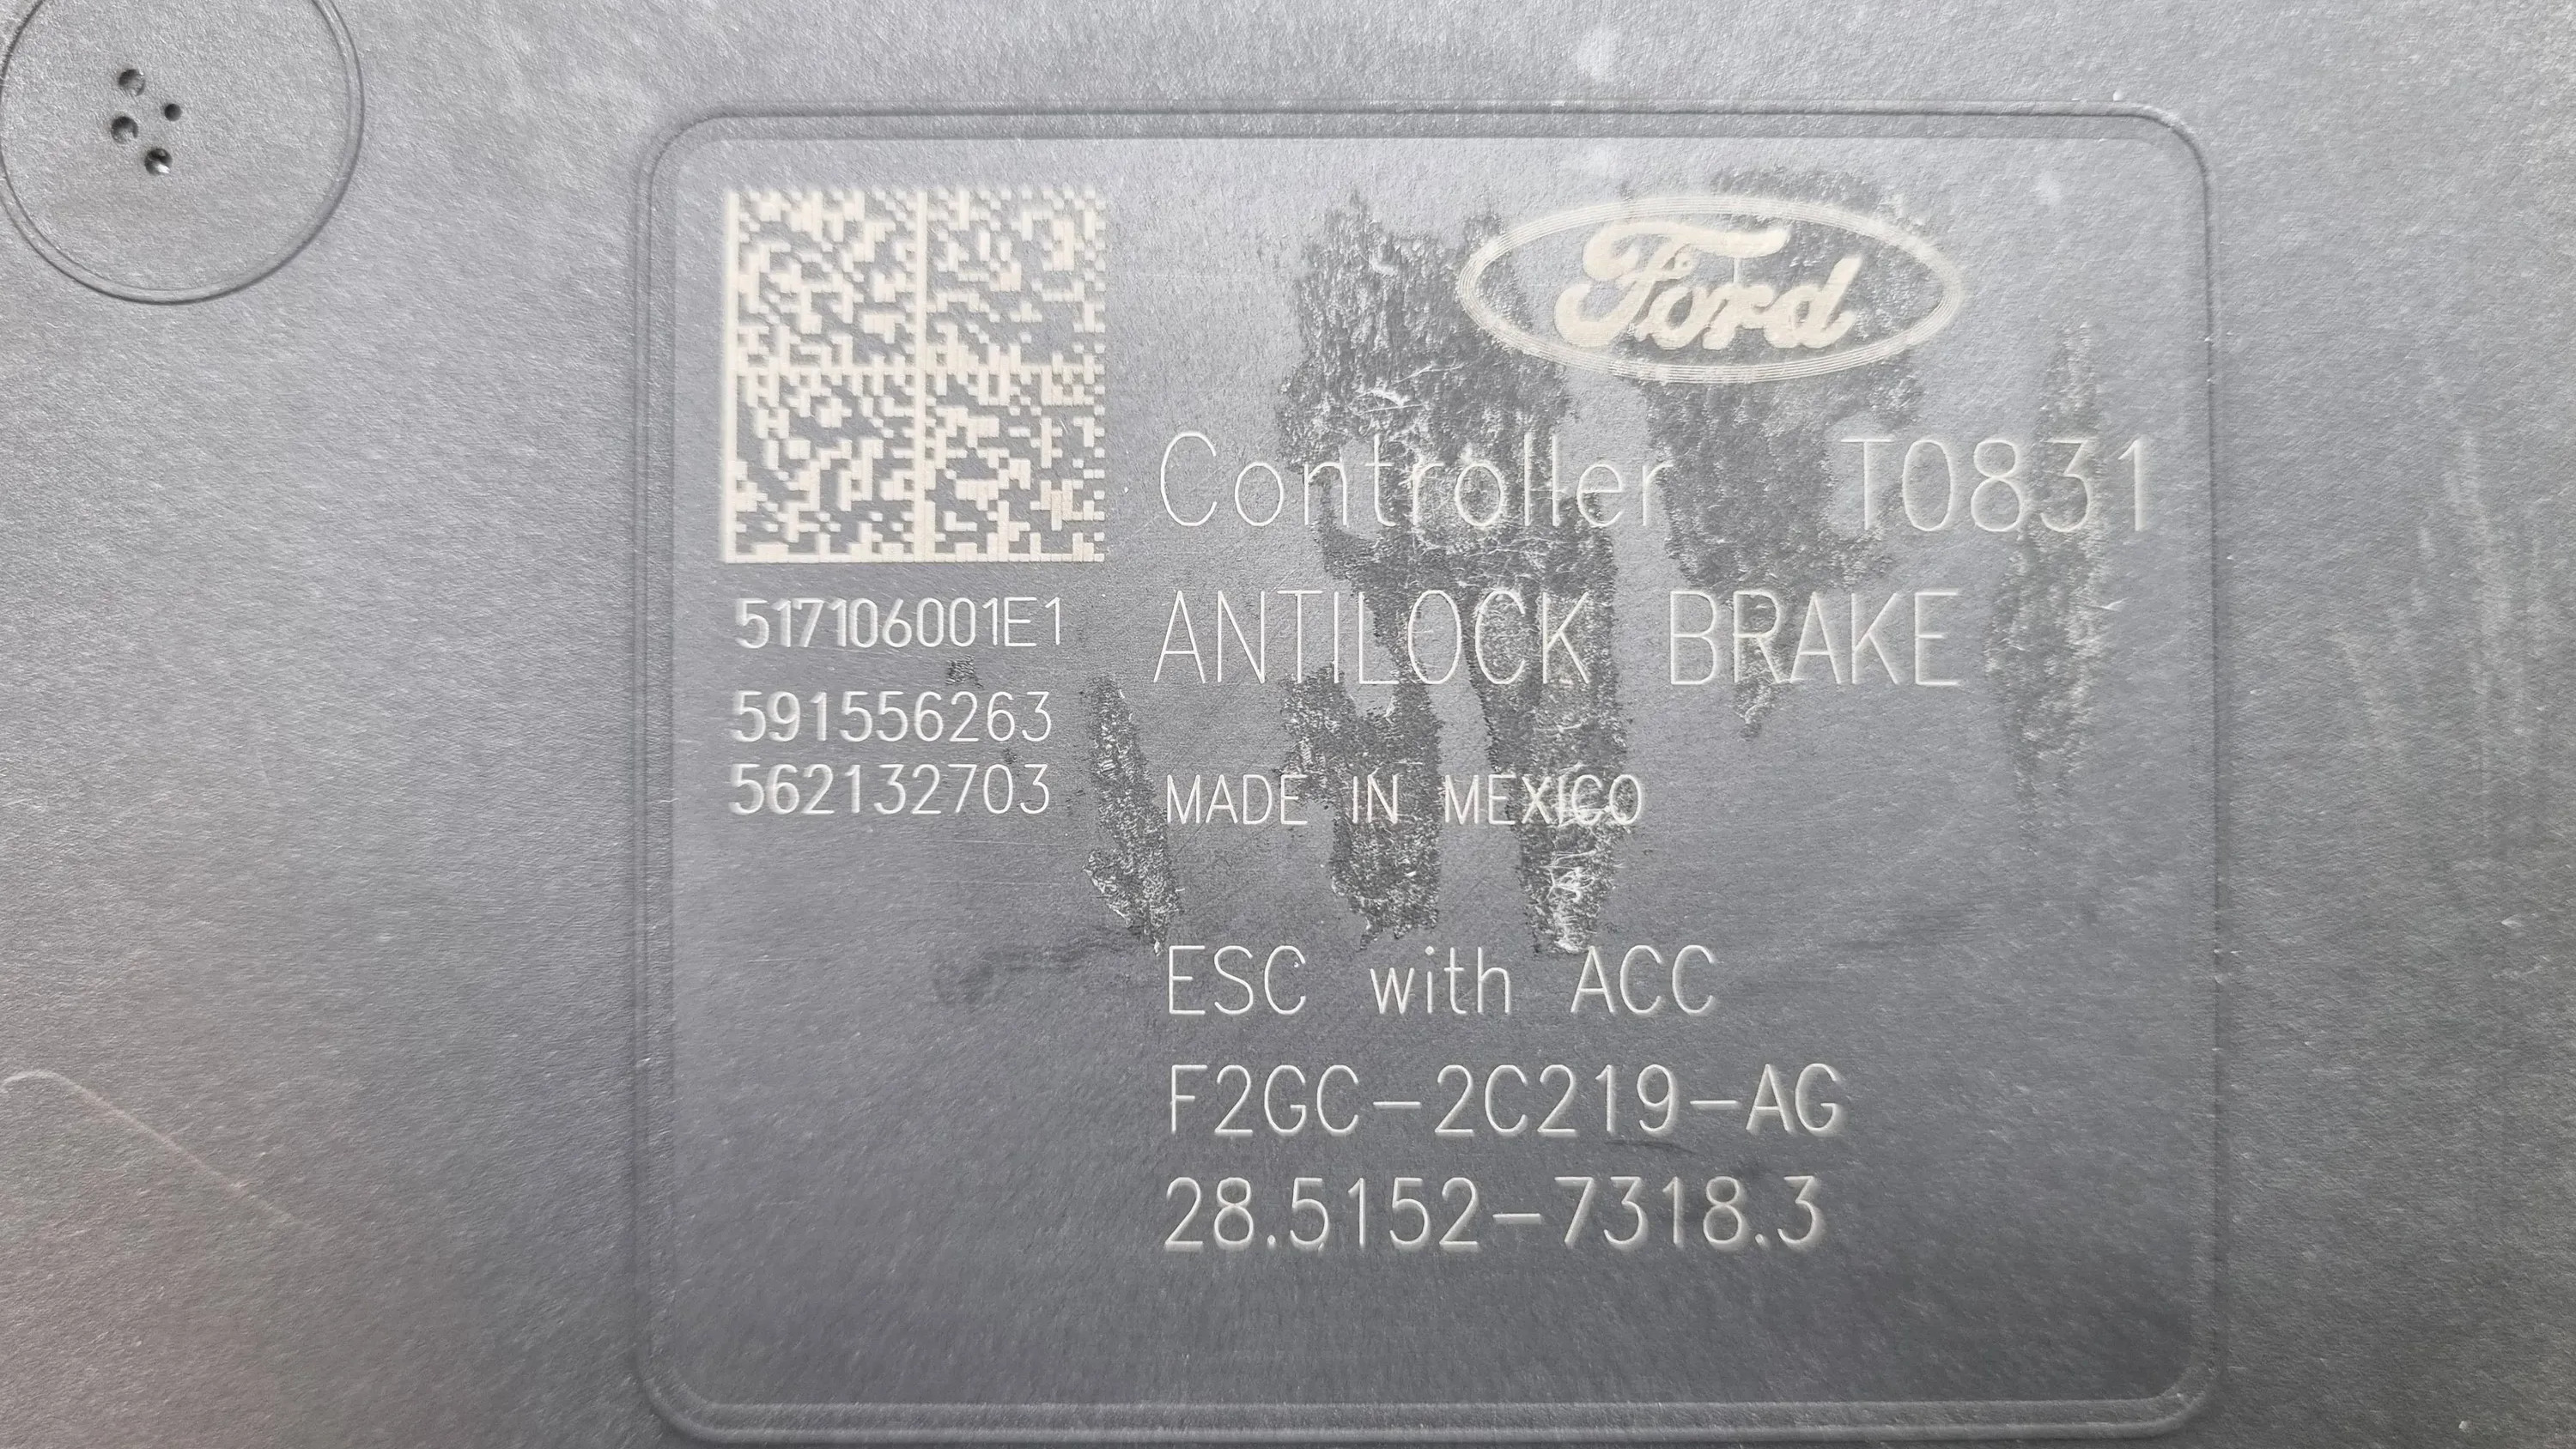 Ford
Controller T0831
517106001E1
ANTILOCK BRAKE
591556263
562132703
MADE IN MEXICO
ESC with ACC
F2GC-2C219-AG
28.5152-7318.3